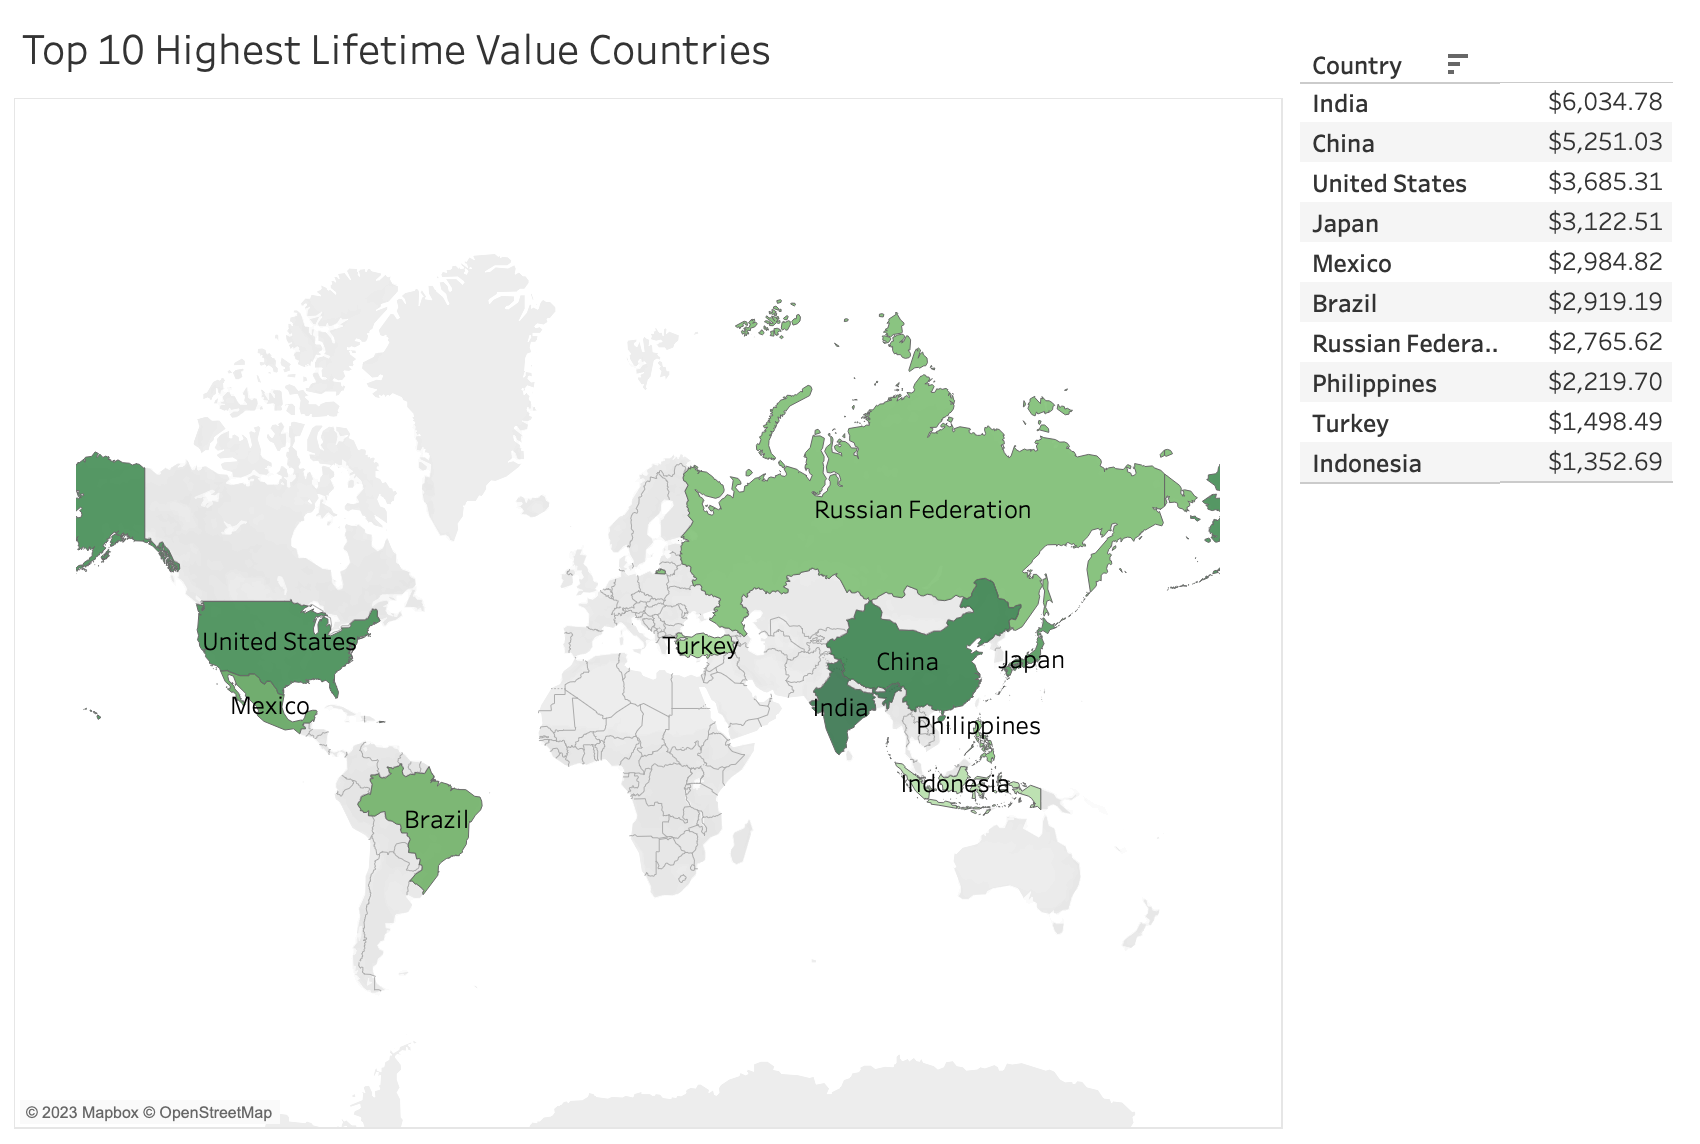 Top 10 Highest Lifetime Value Countries
Country
India $6,034.78
China $5,251.03
United States $3,685.31
Japan $3,122.51
Mexico $2,984.82
Brazil $2,919.19
Russian Federa.. $2,765.62
Philippines $2,219.70
Turkey $1,498.49
Indonesia $1,352.69
Russian Federation
United States
Turkey
China
Japan
Mexico
India
Philippines
Indonesia
Brazil
© 2023 Mapbox © OpenStreetMap